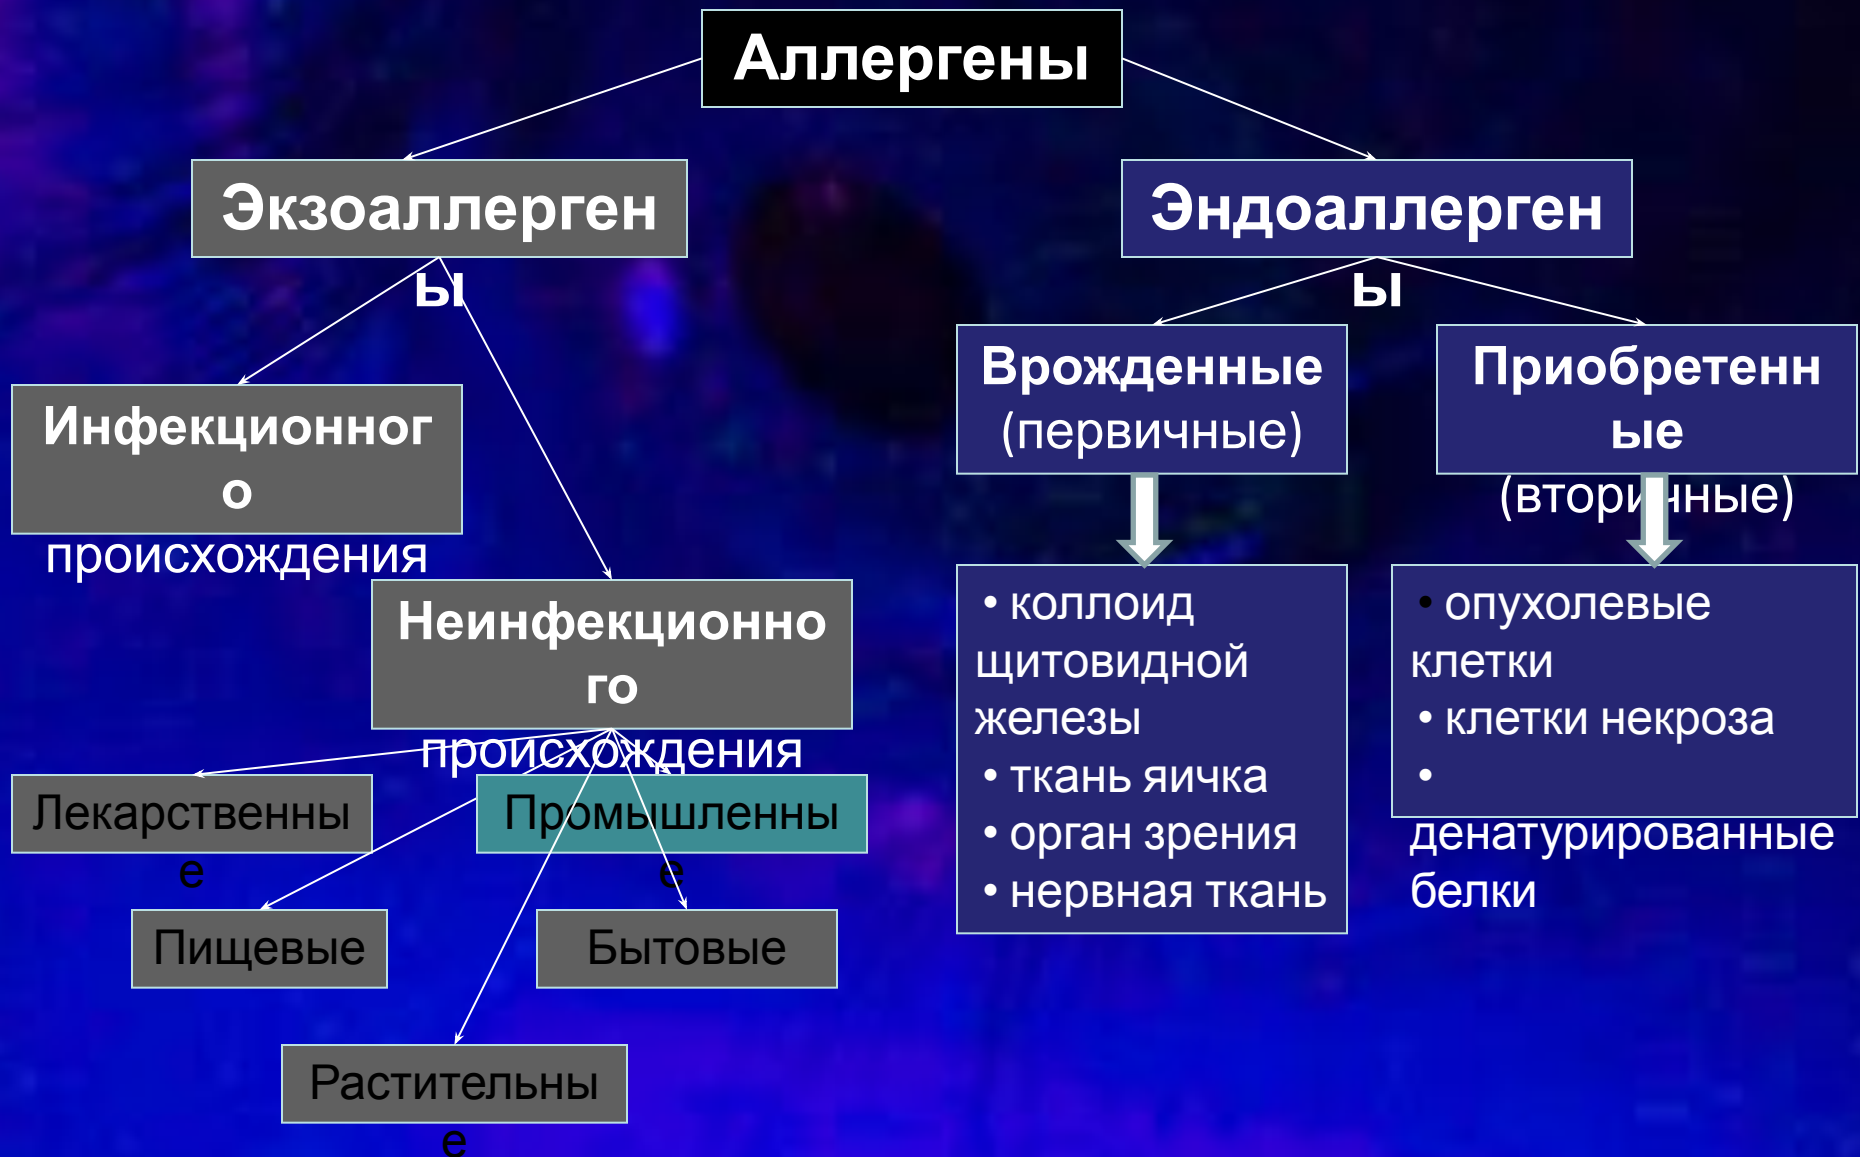 Аллергены
Экзоаллерген
ы
Эндоаллерген
ы
Инфекционног
о
происхождения
Неинфекционно
го
происхождения
Лекарственны
е
Промышленны
е
Пищевые
Бытовые
Растительны
е
Врожденные
(первичные)
Приобретенн
ые
(вторичные)
• коллоид
щитовидной
железы
• ткань яичка
• орган зрения
• нервная ткань
• опухолевые
клетки
• клетки некроза
•
денатурированные
белки